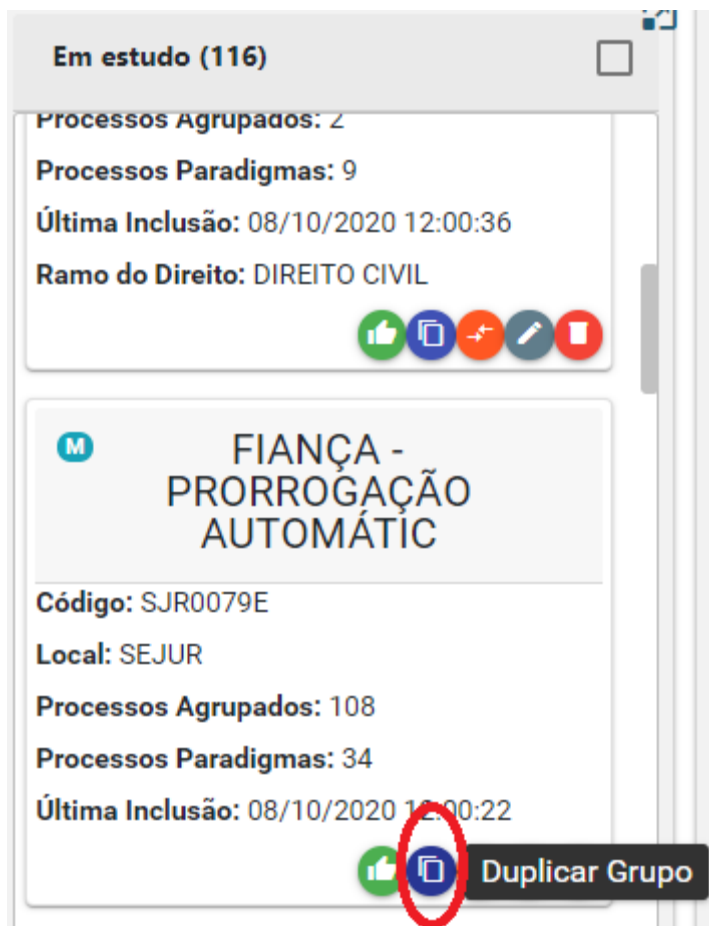 Em estudo (116)
Processos Agrupados: 2
Processos Paradigmas: 9
Última Inclusão: 08/10/2020 12:00:36
Ramo do Direito: DIREITO CIVIL
M
FIANÇA -
PRORROGAÇÃO
AUTOMÁTIC
Código: SJR0079E
Local: SEJUR
Processos Agrupados: 108
Processos Paradigmas: 34
Última Inclusão: 08/10/2020 12:00:22
Duplicar Grupo